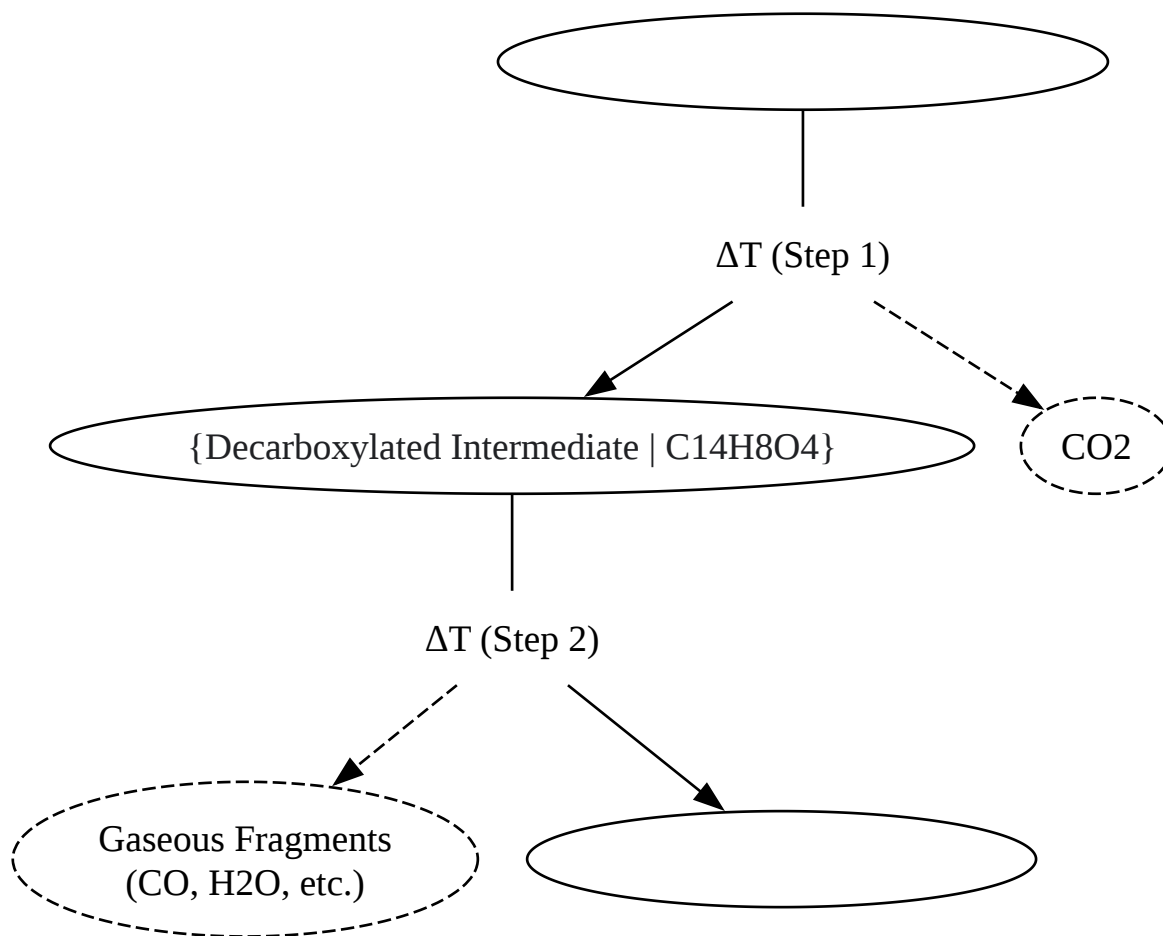 ΔT (Step 1)
{Decarboxylated Intermediate | C14H8O4}
CO2
ΔT (Step 2)
Gaseous Fragments
(CO, H2O, etc.)